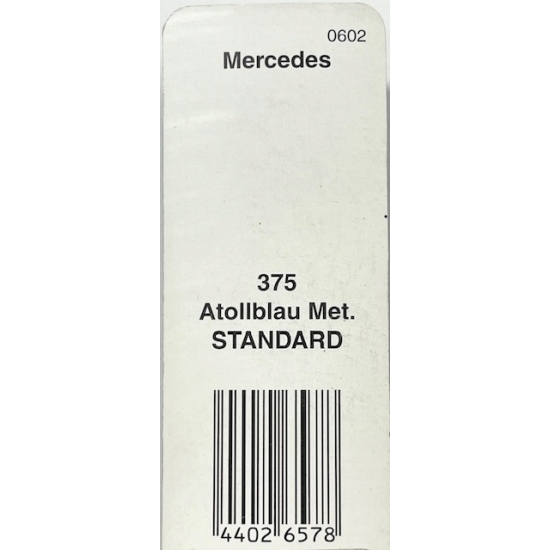 0602
Mercedes
375
Atollblau Met.
STANDARD
4402 6578